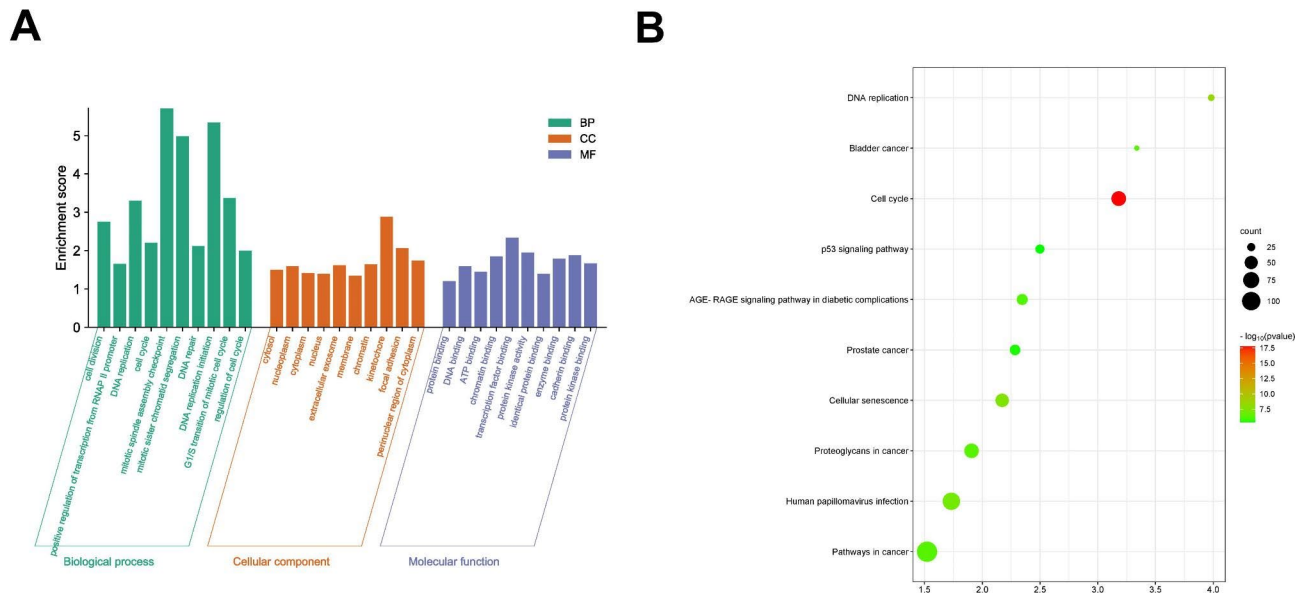 A
B
Enrichment score
5
4
3
2
1
0
BP
CC
MF
cell division
positive regulation of transcription from RNAP II promoter
DNA replication
cell cycle
mitotic spindle assembly checkpoint
mitotic sister chromatid segregation
DNA repair
DNA replication initiation
G1/S transition of mitotic cell cycle
regulation of cell cycle
cytosol
nucleoplasm
cytoplasm
nucleus
extracellular exosome
membrane
chromatin
kinetochore
focal adhesion
perinuclear region of cytoplasm
protein binding
DNA binding
ATP binding
chromatin binding
transcription factor binding
protein kinase activity
identical protein binding
enzyme binding
cadherin binding
protein kinase binding
Biological process
Cellular component
Molecular function
DNA replication
Bladder cancer
Cell cycle
p53 signaling pathway
AGE- RAGE signaling pathway in diabetic complications
Prostate cancer
Cellular senescence
Proteoglycans in cancer
Human papillomavirus infection
Pathways in cancer
1.5 2.0 2.5 3.0 3.5 4.0
count
25
50
75
100
- log₁₀(pvalue)
17.5
15.0
12.5
10.0
7.5